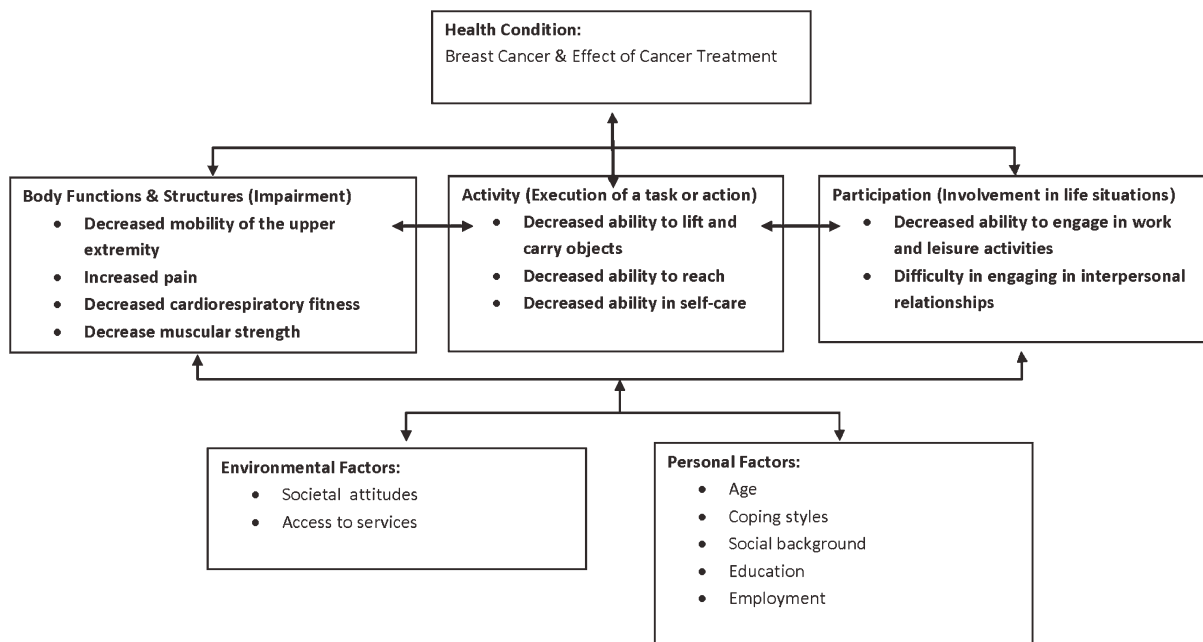 Health Condition:
Breast Cancer & Effect of Cancer Treatment
Body Functions & Structures (Impairment)
• Decreased mobility of the upper
extremity
• Increased pain
• Decreased cardiorespiratory fitness
• Decrease muscular strength
Activity (Execution of a task or action)
• Decreased ability to lift and
carry objects
• Decreased ability to reach
• Decreased ability in self-care
Participation (Involvement in life situations)
• Decreased ability to engage in work
and leisure activities
• Difficulty in engaging in interpersonal
relationships
Environmental Factors:
• Societal attitudes
• Access to services
Personal Factors:
• Age
• Coping styles
• Social background
• Education
• Employment